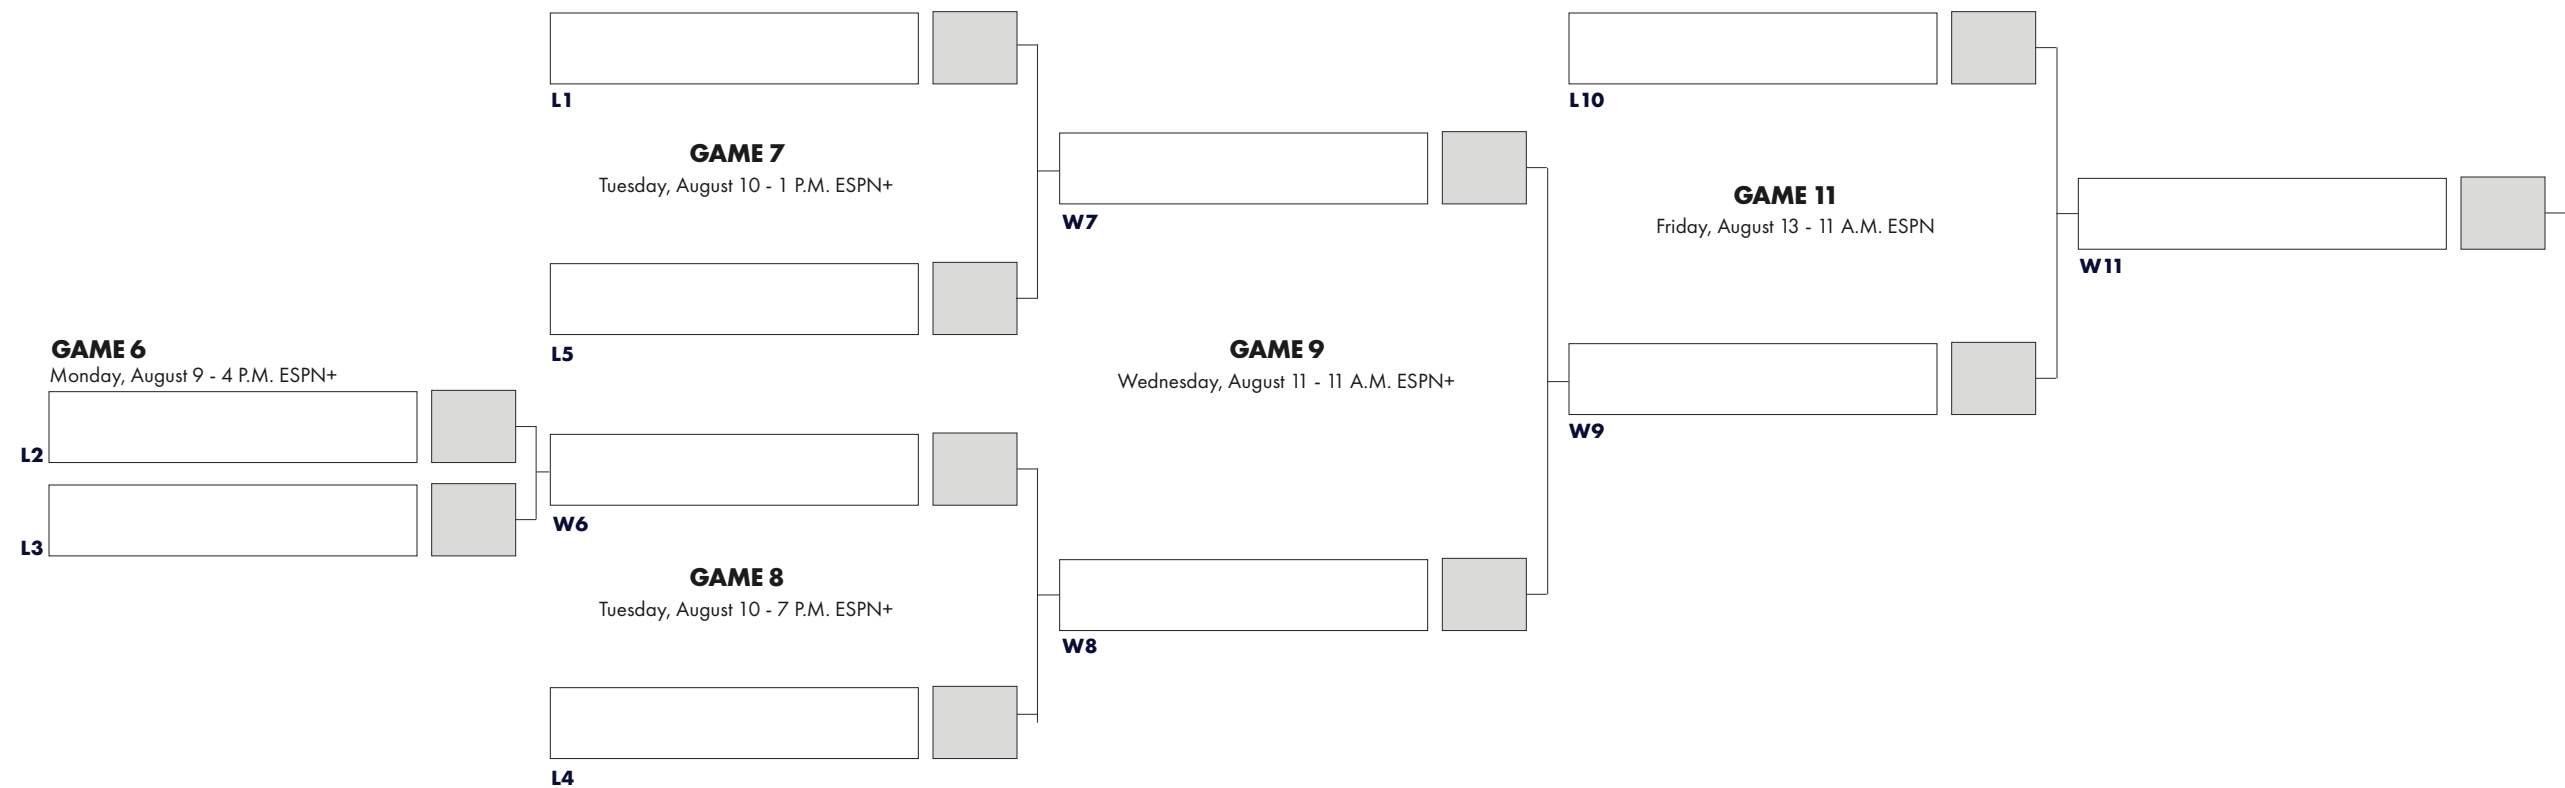 L1
GAME 7
Tuesday, August 10 - 1 P.M. ESPN+
L5
GAME 6
Monday, August 9 - 4 P.M. ESPN+
L2
L3
W6
GAME 8
Tuesday, August 10 - 7 P.M. ESPN+
L4
W7
GAME 9
Wednesday, August 11 - 11 A.M. ESPN+
W8
L10
GAME 11
Friday, August 13 - 11 A.M. ESPN
W9
W11